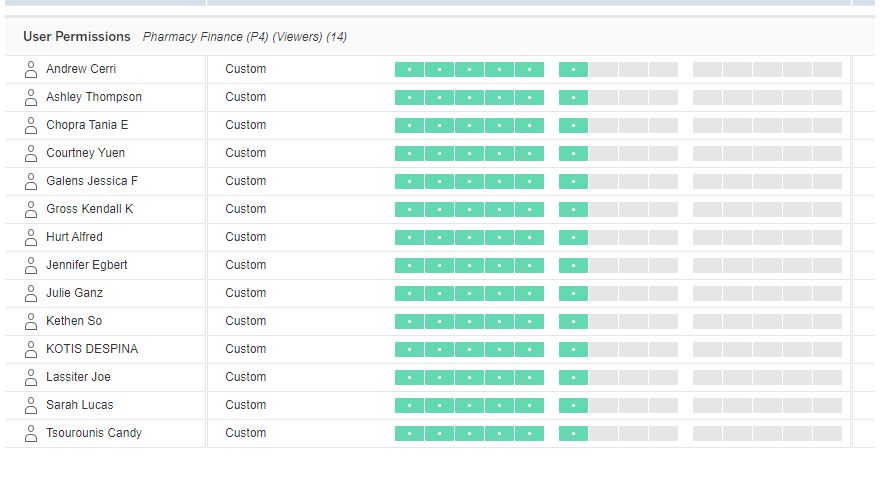 User Permissions Pharmacy Finance (P4) (Viewers) (14)
Andrew Cerri Custom
Ashley Thompson Custom
Chopra Tania E Custom
Courtney Yuen Custom
Galens Jessica F Custom
Gross Kendall K Custom
Hurt Alfred Custom
Jennifer Egbert Custom
Julie Ganz Custom
Kethen So Custom
KOTIS DESPINA Custom
Lassiter Joe Custom
Sarah Lucas Custom
Tsourounis Candy Custom